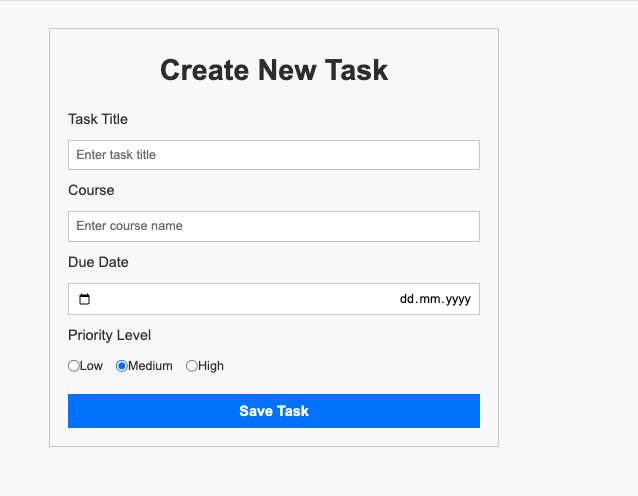 Create New Task
Task Title
Enter task title
Course
Enter course name
Due Date
dd.mm.yyyy
Priority Level
Low Medium High
Save Task